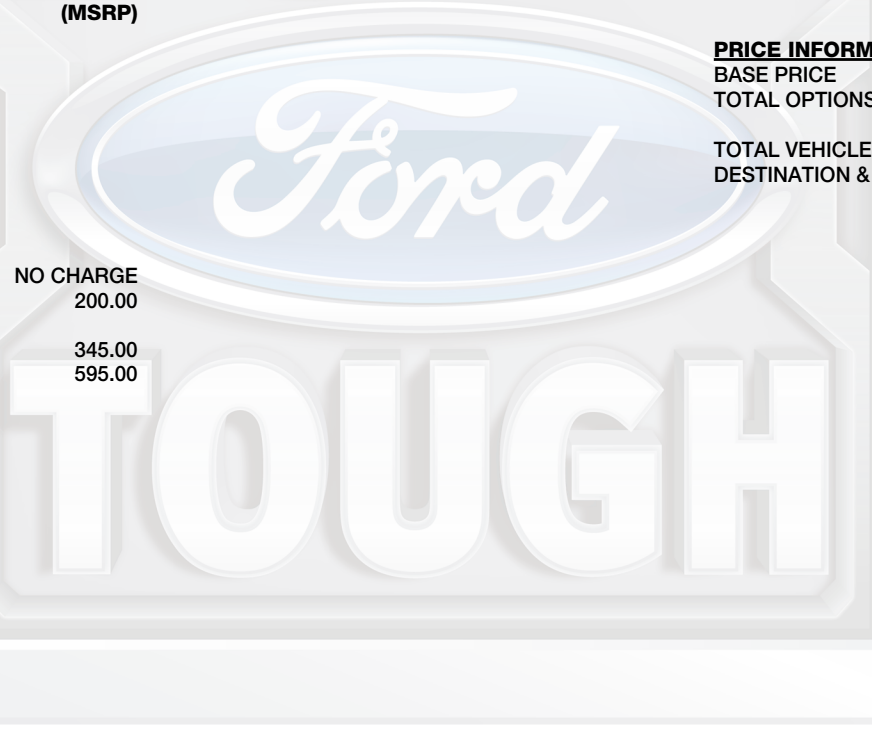 (MSRP)
NO CHARGE
200.00
345.00
595.00
PRICE INFORM
BASE PRICE
TOTAL OPTIONS
TOTAL VEHICLE
DESTINATION &
Ford
TOUGH